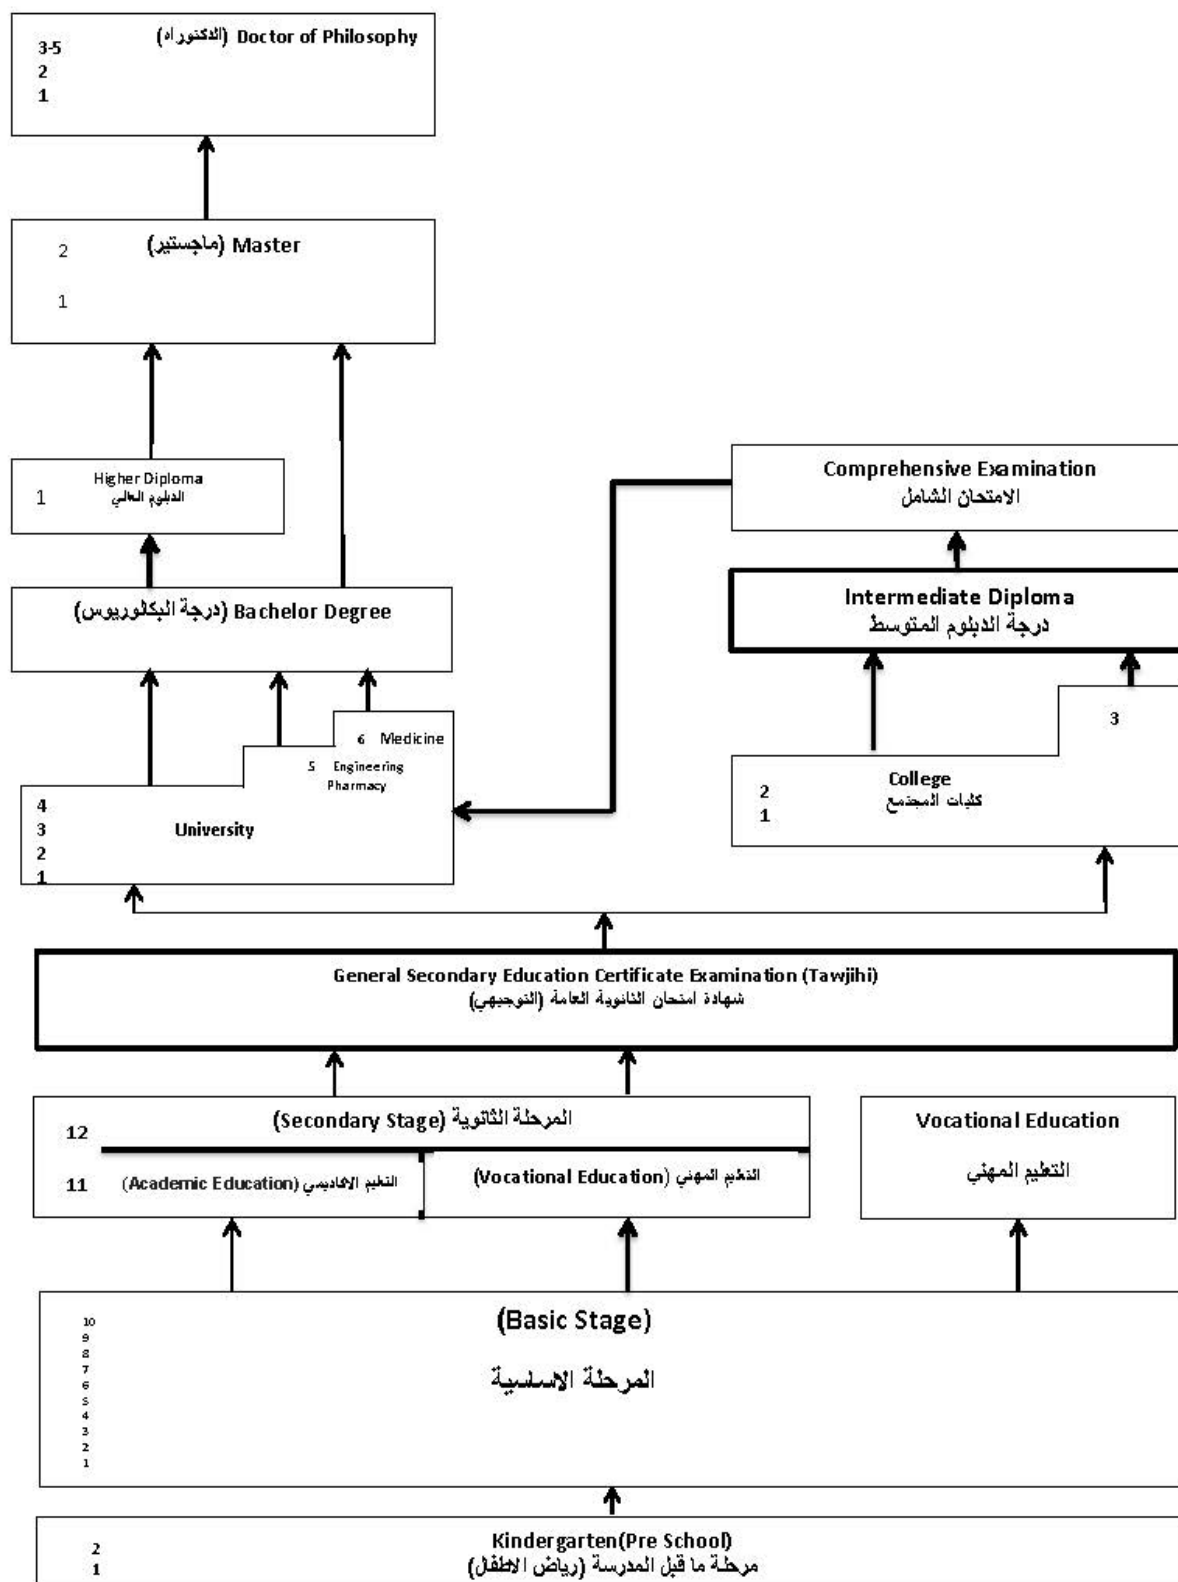 (الدكتوراه) Doctor of Philosophy
3-5
2
1
(ماجستير) Master
2
1
Higher Diploma
الدبلوم العالي
1
Comprehensive Examination
الامتحان الشامل
(درجة البكالوريوس) Bachelor Degree
Intermediate Diploma
درجة الدبلوم المتوسط
6 Medicine
5 Engineering
Pharmacy
4
3
University
2
1
3
College
كليات المجتمع
2
1
General Secondary Education Certificate Examination (Tawjihi)
شهادة امتحان الثانوية العامة (التوجيهي)
(Secondary Stage) المرحلة الثانوية
12
11
(Academic Education) التعليم الاكاديمي
(Vocational Education) التعليم المهني
Vocational Education
التعليم المهني
(Basic Stage)
المرحلة الاساسية
10
9
8
7
6
5
4
3
2
1
Kindergarten(Pre School)
مرحلة ما قبل المدرسة (رياض الاطفال)
2
1